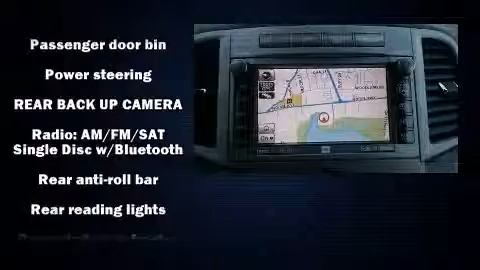 Passenger door bin
Power steering
REAR BACK UP CAMERA
Radio: AM/FM/SAT
Single Disc w/Bluetooth
Rear anti-roll bar
Rear reading lights